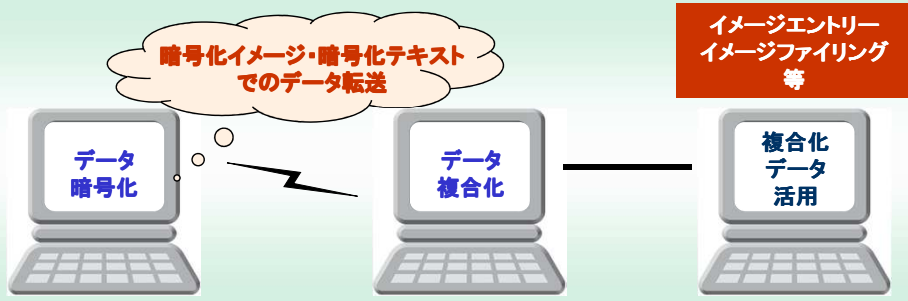 暗号化イメージ・暗号化テキスト
でのデータ転送
イメージエントリー
イメージファイリング
等
データ
暗号化
データ
複合化
複合化
データ
活用